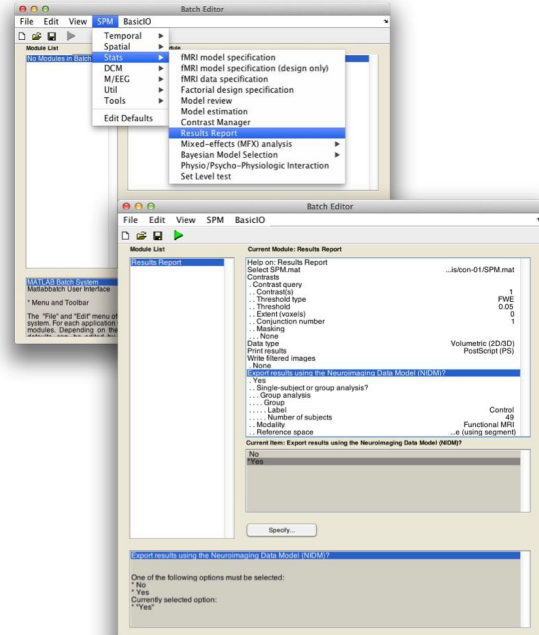 Batch Editor
File Edit View SPM BasicIO
Module List
No Modules in Batch
Temporal
Spatial
Stats
DCM
M/EEG
Util
Tools
Edit Defaults
fMRI model specification
fMRI model specification (design only)
fMRI data specification
Factorial design specification
Model review
Model estimation
Contrast Manager
Results Report
Mixed-effects (MFX) analysis
Bayesian Model Selection
Physio/Psycho-Physiologic Interaction
Set Level test
MATLAB Batch System
Matlabbatch User Interface
* Menu and Toolbar
The "File" and "Edit" menu of
system. For each application
modules. Depending on the
Batch Editor
File Edit View SPM BasicIO
Module List
Current Module: Results Report
Results Report
Help on: Results Report
Select SPM.mat ...is/con-01/SPM.mat
Contrasts
. Contrast query
. . Contrast(s) 1
. . Threshold type FWE
. . Threshold 0.05
. . Extent (voxels) 0
. . Conjunction number 1
. . Masking
. . . None
Data type Volumetric (2D/3D)
Print results PostScript (PS)
Write filtered images
. None
Export results using the Neuroimaging Data Model (NIDM)?
. Yes
. . Single-subject or group analysis?
. . . Group analysis
. . . . Group
. . . . . Label Control
. . . . . Number of subjects 49
. . Modality Functional MRI
. . Reference space ...e (using segment)
Current Item: Export results using the Neuroimaging Data Model (NIDM)?
No
*Yes
Specify...
Export results using the Neuroimaging Data Model (NIDM)?
One of the following options must be selected:
* No
* Yes
Currently selected option:
* "Yes"